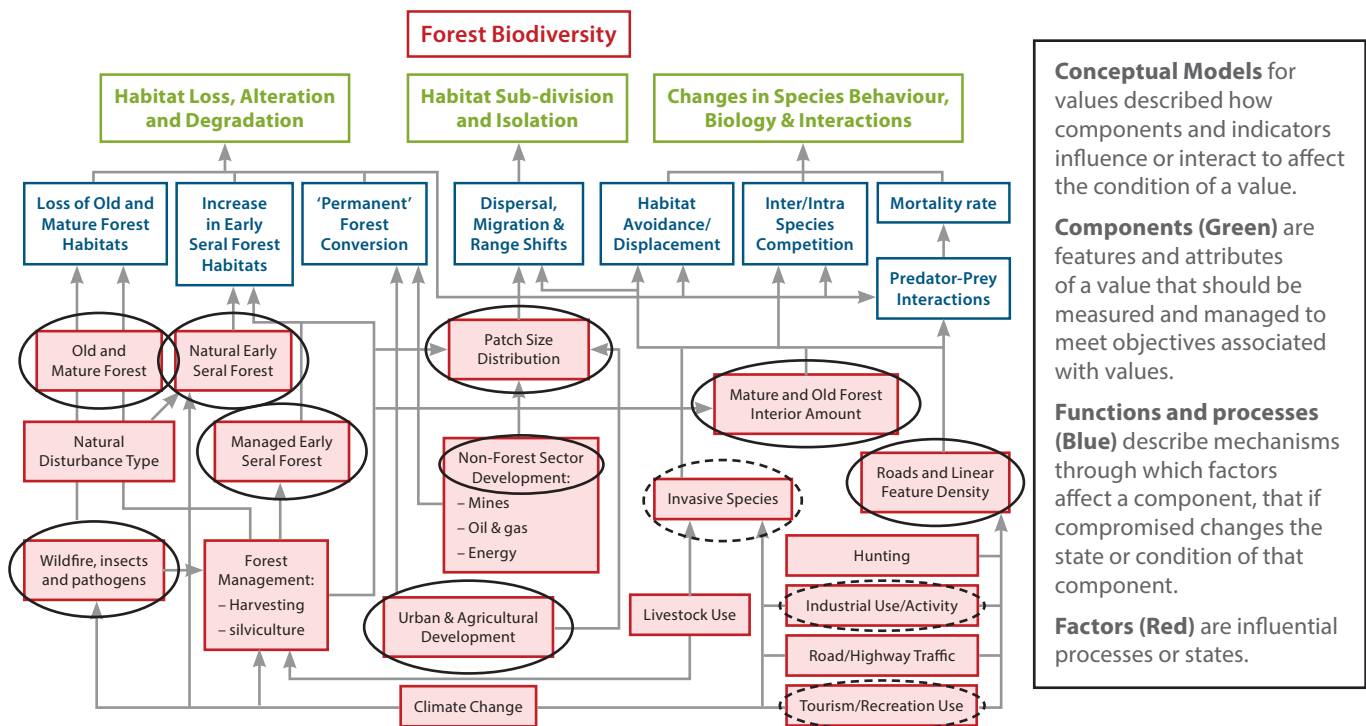 Forest Biodiversity
Habitat Loss, Alteration
and Degradation
Habitat Sub-division
and Isolation
Changes in Species Behaviour,
Biology & Interactions
Loss of Old and
Mature Forest
Habitats
Increase
in Early
Seral Forest
Habitats
‘Permanent’
Forest
Conversion
Dispersal,
Migration &
Range Shifts
Habitat
Avoidance/
Displacement
Inter/Intra
Species
Competition
Mortality rate
Predator-Prey
Interactions
Old and
Mature Forest
Natural Early
Seral Forest
Patch Size
Distribution
Mature and Old Forest
Interior Amount
Natural
Disturbance Type
Managed Early
Seral Forest
Non-Forest Sector
Development:
– Mines
– Oil & gas
– Energy
Invasive Species
Roads and Linear
Feature Density
Wildfire, insects
and pathogens
Forest
Management:
– Harvesting
– silviculture
Urban & Agricultural
Development
Livestock Use
Hunting
Industrial Use/Activity
Road/Highway Traffic
Tourism/Recreation Use
Climate Change
Conceptual Models for
values described how
components and indicators
influence or interact to affect
the condition of a value.
Components (Green) are
features and attributes
of a value that should be
measured and managed to
meet objectives associated
with values.
Functions and processes
(Blue) describe mechanisms
through which factors
affect a component, that if
compromised changes the
state or condition of that
component.
Factors (Red) are influential
processes or states.